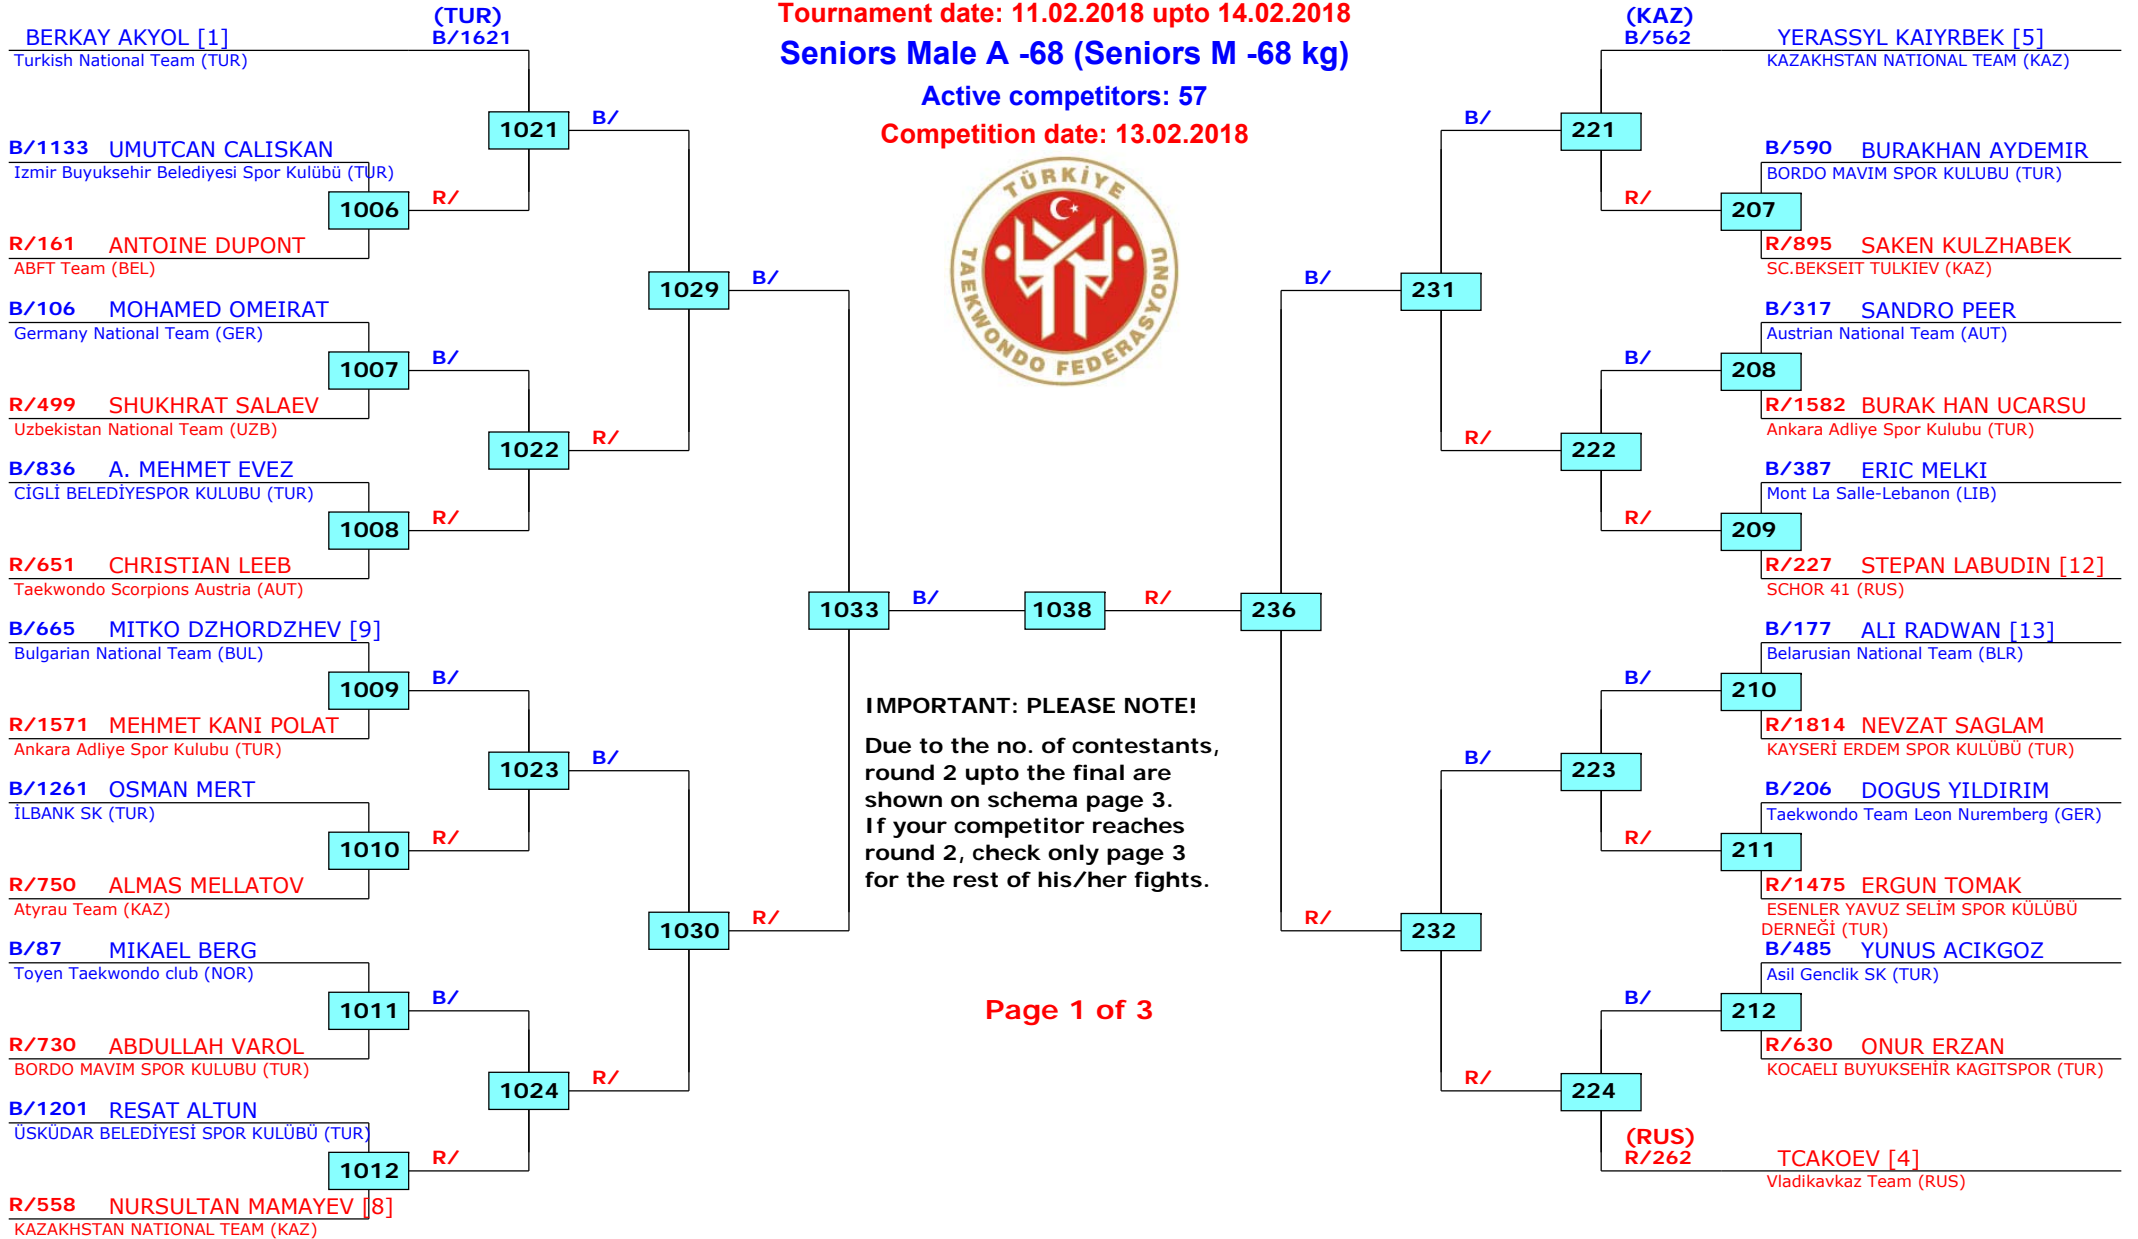 Tournament date: 11.02.2018 upto 14.02.2018
Seniors Male A -68 (Seniors M -68 kg)
Active competitors: 57
Competition date: 13.02.2018
TÜRKİYE
TAEKWONDO FEDERASYONU
(TUR)
BERKAY AKYOL [1] B/1621
Turkish National Team (TUR)
1021 B/
B/1133 UMUTCAN CALISKAN
Izmir Buyuksehir Belediyesi Spor Kulübü (TUR)
1006 R/
R/161 ANTOINE DUPONT
ABFT Team (BEL)
1029 B/
B/106 MOHAMED OMEIRAT
Germany National Team (GER)
1007 B/
R/499 SHUKHRAT SALAEV
Uzbekistan National Team (UZB)
1022 R/
B/836 A. MEHMET EVEZ
CİGLİ BELEDİYESPOR KULUBU (TUR)
1008 R/
R/651 CHRISTIAN LEEB
Taekwondo Scorpions Austria (AUT)
1033 B/ 1038 R/ 236
B/665 MITKO DZHORDZHEV [9]
Bulgarian National Team (BUL)
1009 B/
R/1571 MEHMET KANI POLAT
Ankara Adliye Spor Kulubu (TUR)
1023 B/
B/1261 OSMAN MERT
İLBANK SK (TUR)
1010 R/
R/750 ALMAS MELLATOV
Atyrau Team (KAZ)
1030 R/
B/87 MIKAEL BERG
Toyen Taekwondo club (NOR)
1011 B/
R/730 ABDULLAH VAROL
BORDO MAVIM SPOR KULUBU (TUR)
1024 R/
B/1201 RESAT ALTUN
ÜSKÜDAR BELEDİYESİ SPOR KULÜBÜ (TUR)
1012 R/
R/558 NURSULTAN MAMAYEV [8]
KAZAKHSTAN NATIONAL TEAM (KAZ)
IMPORTANT: PLEASE NOTE!
Due to the no. of contestants,
round 2 upto the final are
shown on schema page 3.
If your competitor reaches
round 2, check only page 3
for the rest of his/her fights.
Page 1 of 3
(KAZ)
B/562 YERASSYL KAIYRBEK [5]
KAZAKHSTAN NATIONAL TEAM (KAZ)
B/ 221
B/590 BURAKHAN AYDEMIR
BORDO MAVIM SPOR KULUBU (TUR)
R/ 207
R/895 SAKEN KULZHABEK
SC.BEKSEIT TULKIEV (KAZ)
B/ 231
B/317 SANDRO PEER
Austrian National Team (AUT)
B/ 208
R/1582 BURAK HAN UCARSU
Ankara Adliye Spor Kulubu (TUR)
R/ 222
B/387 ERIC MELKI
Mont La Salle-Lebanon (LIB)
R/ 209
R/227 STEPAN LABUDIN [12]
SCHOR 41 (RUS)
B/177 ALI RADWAN [13]
Belarusian National Team (BLR)
B/ 210
R/1814 NEVZAT SAGLAM
KAYSERİ ERDEM SPOR KULÜBÜ (TUR)
B/ 223
B/206 DOGUS YILDIRIM
Taekwondo Team Leon Nuremberg (GER)
R/ 211
R/1475 ERGUN TOMAK
ESENLER YAVUZ SELİM SPOR KÜLÜBÜ
DERNEĞİ (TUR)
R/ 232
B/485 YUNUS ACIKGOZ
Asil Genclik SK (TUR)
B/ 212
R/630 ONUR ERZAN
KOCAELI BUYUKSEHİR KAGITSPOR (TUR)
R/ 224
(RUS)
R/262 TCAKOEV [4]
Vladikavkaz Team (RUS)